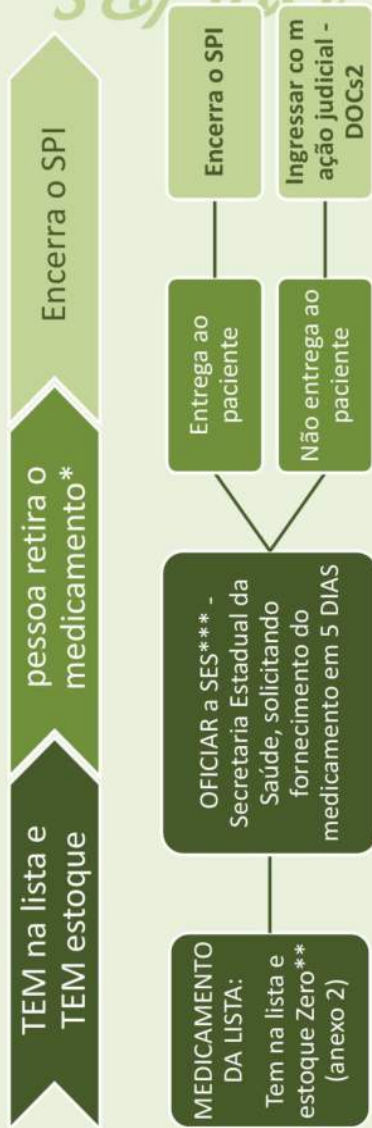 TEM na lista e
TEM estoque
pessoa retira o
medicamento*
Encerra o SPI
MEDICAMENTO
DA LISTA:
Tem na lista e
estoque Zero**
(anexo 2)
OFICIAR a SES*** -
Secretaria Estadual da
Saúde, solicitando
fornecimento do
medicamento em 5 DIAS
Entrega ao
paciente
Encerra o SPI
Não entrega ao
paciente
Ingressar co m
ação judicial -
DOCs2